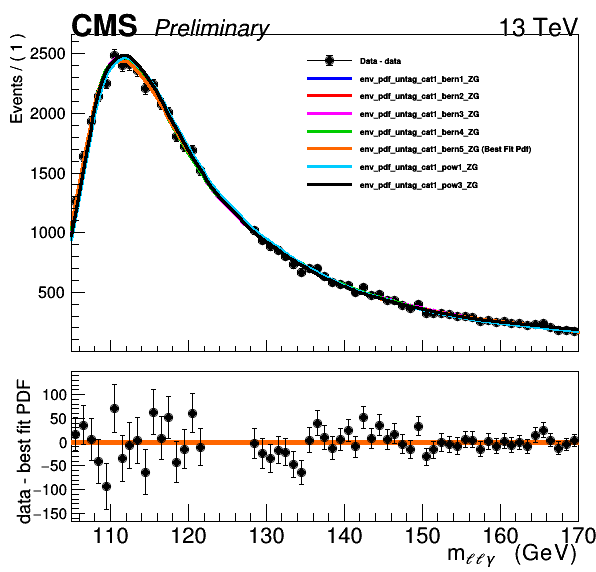 CMS Preliminary 13 TeV
Events / ( 1 )
2500
2000
1500
1000
500
Data - data
env_pdf_untag_cat1_bern1_ZG
env_pdf_untag_cat1_bern2_ZG
env_pdf_untag_cat1_bern3_ZG
env_pdf_untag_cat1_bern4_ZG
env_pdf_untag_cat1_bern5_ZG (Best Fit Pdf)
env_pdf_untag_cat1_pow1_ZG
env_pdf_untag_cat1_pow3_ZG
data - best fit PDF
100
50
0
−50
−100
−150
110 120 130 140 150 160 170
m_ℓℓγ (GeV)